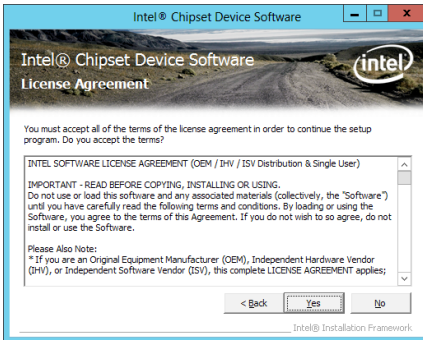 Intel® Chipset Device Software
Intel® Chipset Device Software
intel
License Agreement
You must accept all of the terms of the license agreement in order to continue the setup
program. Do you accept the terms?
INTEL SOFTWARE LICENSE AGREEMENT (OEM / IHV / ISV Distribution & Single User)
IMPORTANT - READ BEFORE COPYING, INSTALLING OR USING.
Do not use or load this software and any associated materials (collectively, the "Software")
until you have carefully read the following terms and conditions. By loading or using the
Software, you agree to the terms of this Agreement. If you do not wish to so agree, do not
install or use the Software.
Please Also Note:
* If you are an Original Equipment Manufacturer (OEM), Independent Hardware Vendor
(IHV), or Independent Software Vendor (ISV), this complete LICENSE AGREEMENT applies;
< Back Yes No
Intel® Installation Framework